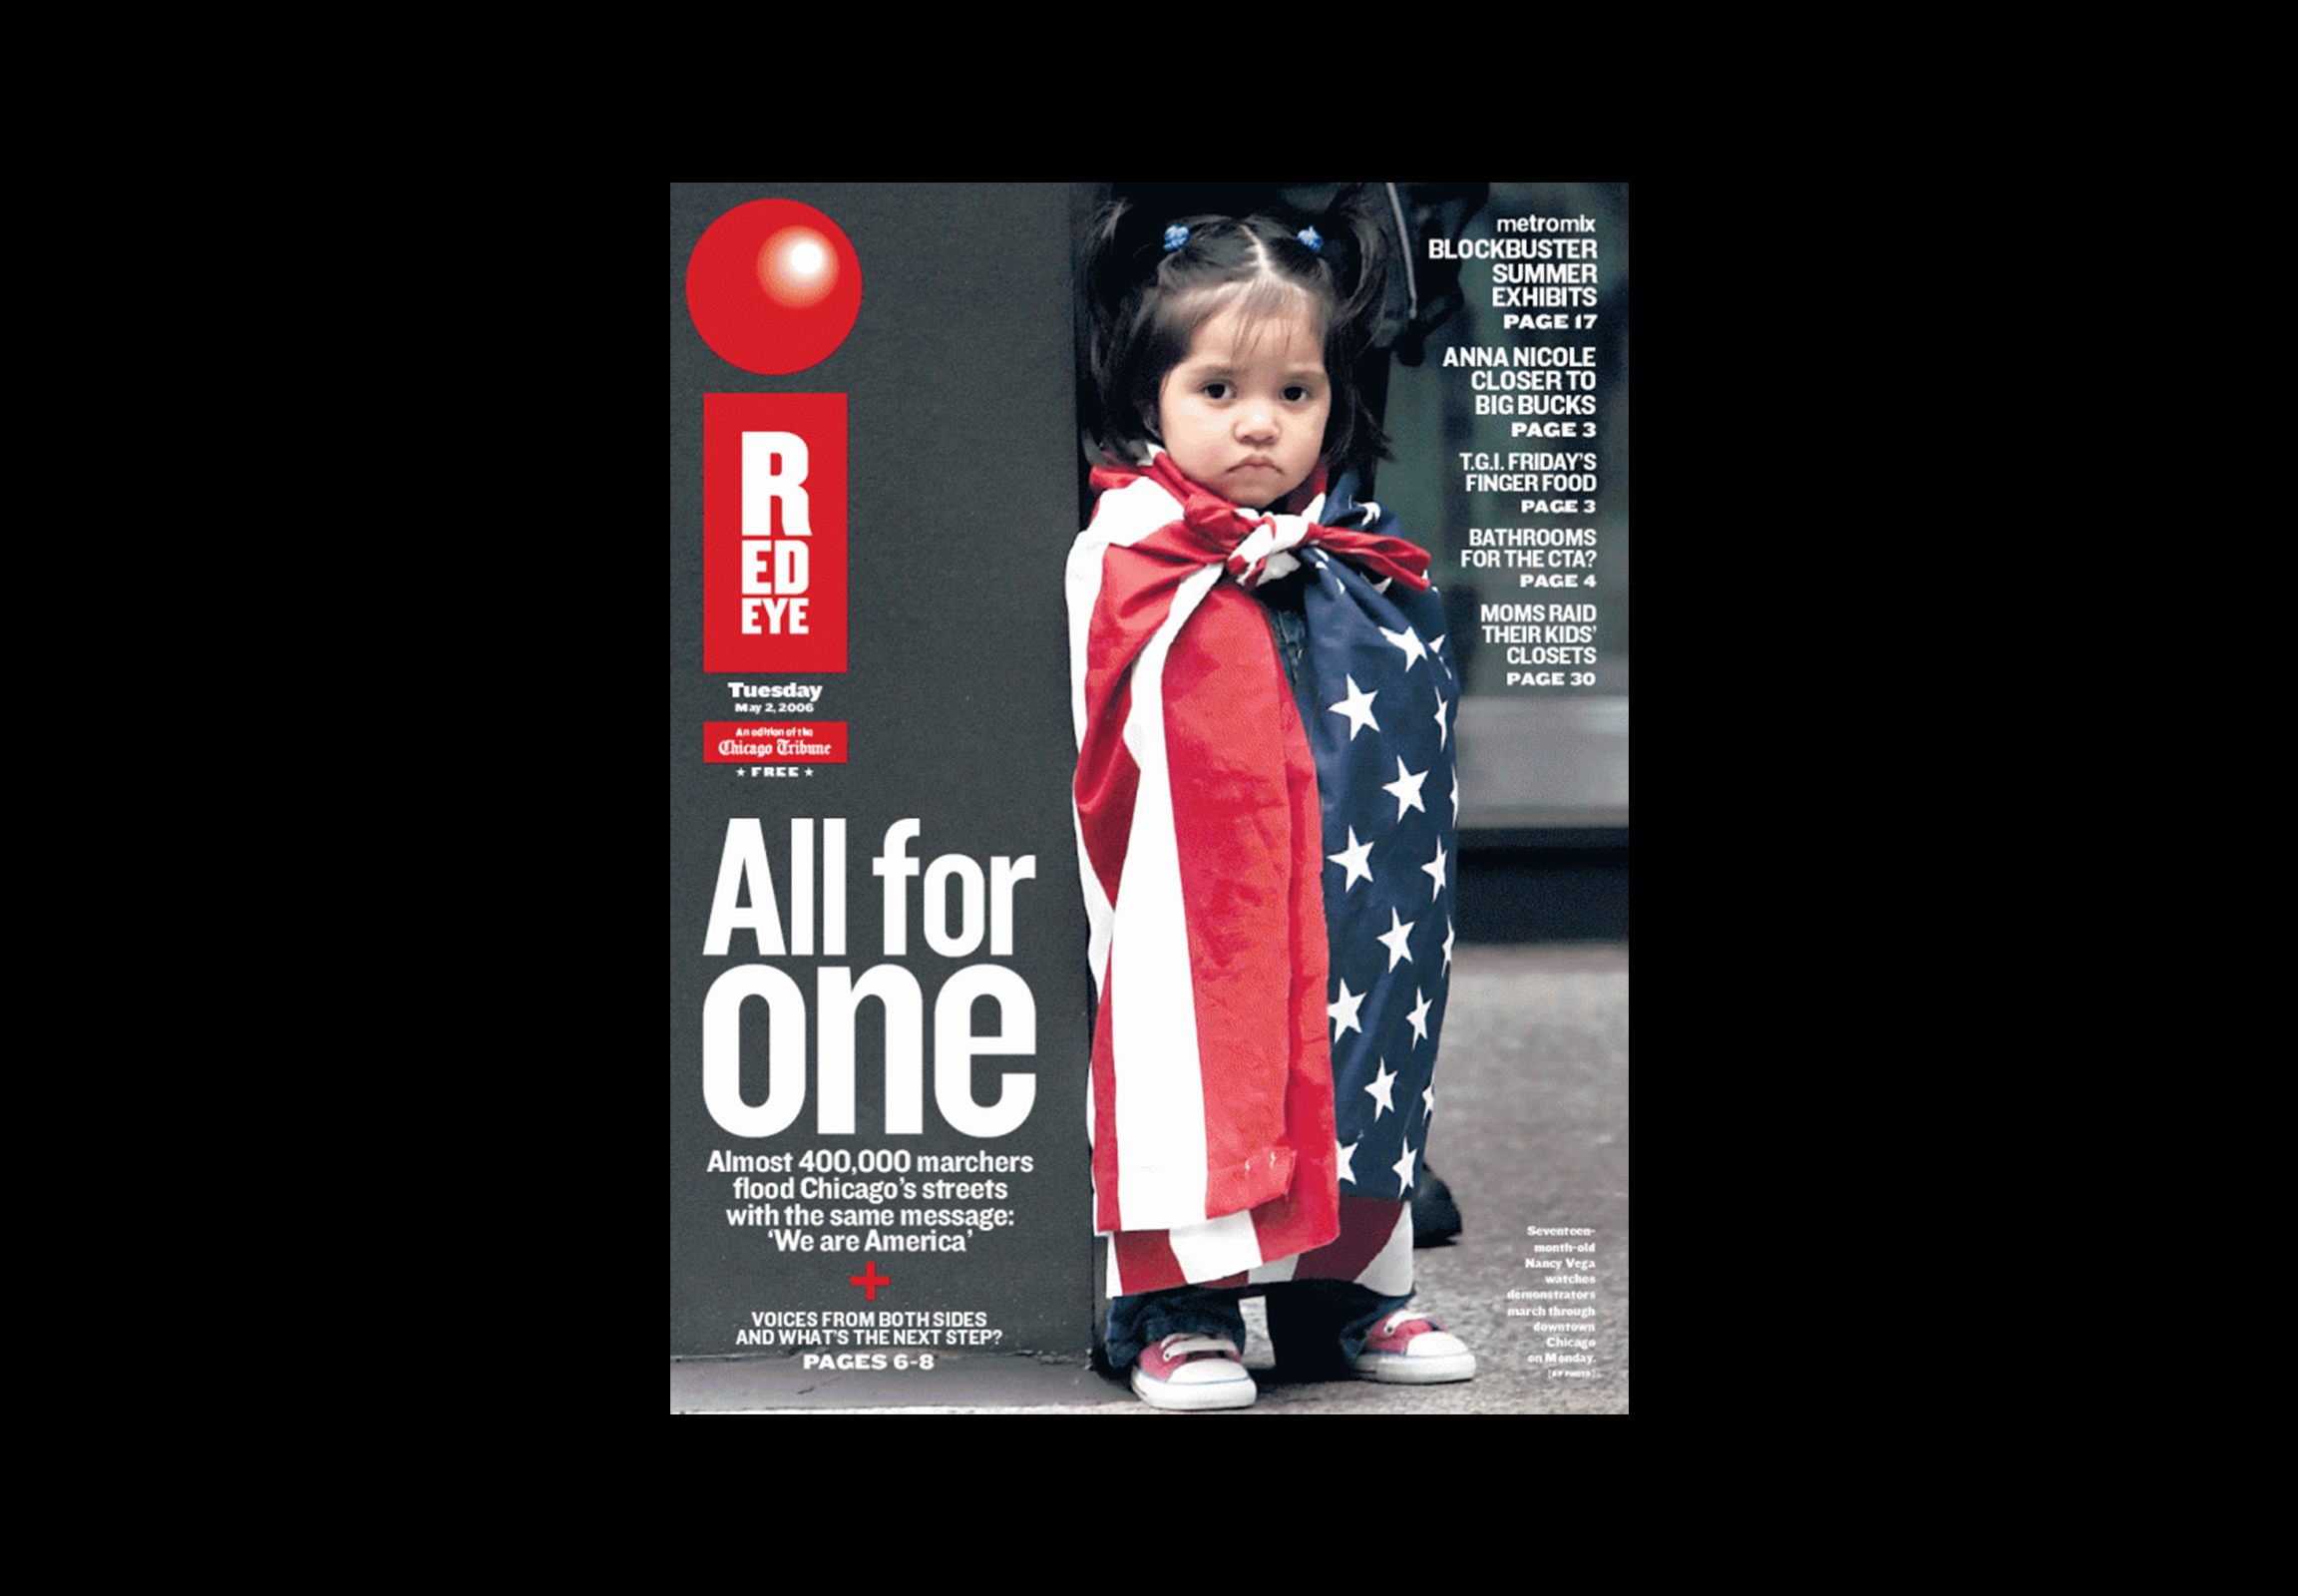 RED
EYE
Tuesday
May 2, 2006
An edition of the
Chicago Tribune
★ FREE ★
All for
one
Almost 400,000 marchers
flood Chicago's streets
with the same message:
'We are America'
+
VOICES FROM BOTH SIDES
AND WHAT'S THE NEXT STEP?
PAGES 6-8
metromix
BLOCKBUSTER
SUMMER
EXHIBITS
PAGE 17
ANNA NICOLE
CLOSER TO
BIG BUCKS
PAGE 3
T.G.I. FRIDAY'S
FINGER FOOD
PAGE 3
BATHROOMS
FOR THE CTA?
PAGE 4
MOMS RAID
THEIR KIDS'
CLOSETS
PAGE 30
Seventeen-
month-old
Nancy Vega
watches
demonstrators
march through
downtown
Chicago
on Monday.